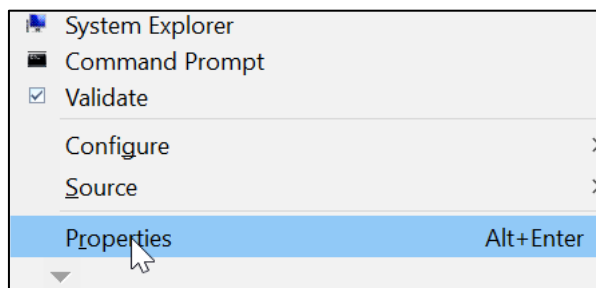 System Explorer
Command Prompt
Validate
Configure
Source
Properties Alt+Enter